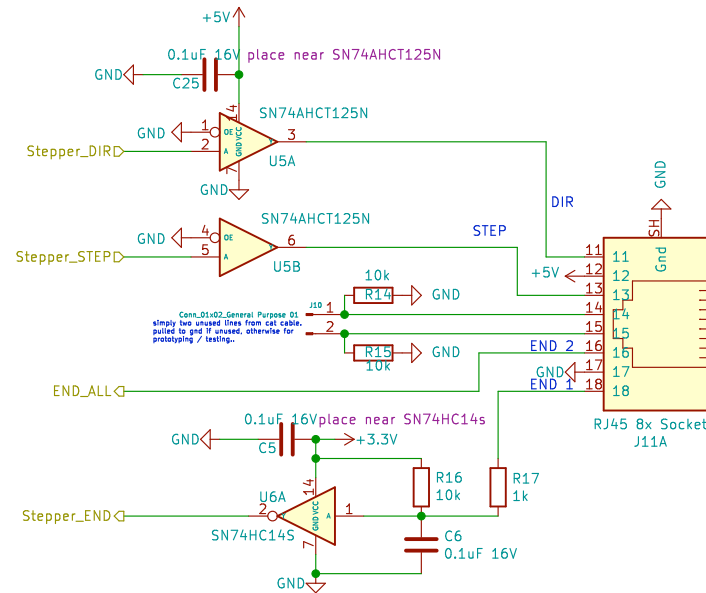 +5V
0.1uF 16V place near SN74AHCT125N
GND
C25
14
SN74AHCT125N
GND 1 OE VCC 3
Stepper_DIR 2 A GND
U5A
7
GND
GND
SN74AHCT125N
DIR
SH
GND 4 OE 6 STEP
Stepper_STEP 5 A
U5B
Gnd
11 11
+5V 12 12
10k
13 13
R14 GND
J10
Conn_01x02_General Purpose 01 1
14 14
simply two unused lines from cat cable.
pulled to gnd if unused, otherwise for
prototyping / testing..
2
15 15
R15 GND
10k
END 2 16 16
GND 17 17
END_ALL
END 1 18 18
0.1uF 16V place near SN74HC14s
RJ45 8x Socket
J11A
GND
C5
+3.3V
14
R16
10k
R17
1k
U6A
VCC
Stepper_END 2 GND A 1
SN74HC14S
7
C6
0.1uF 16V
GND